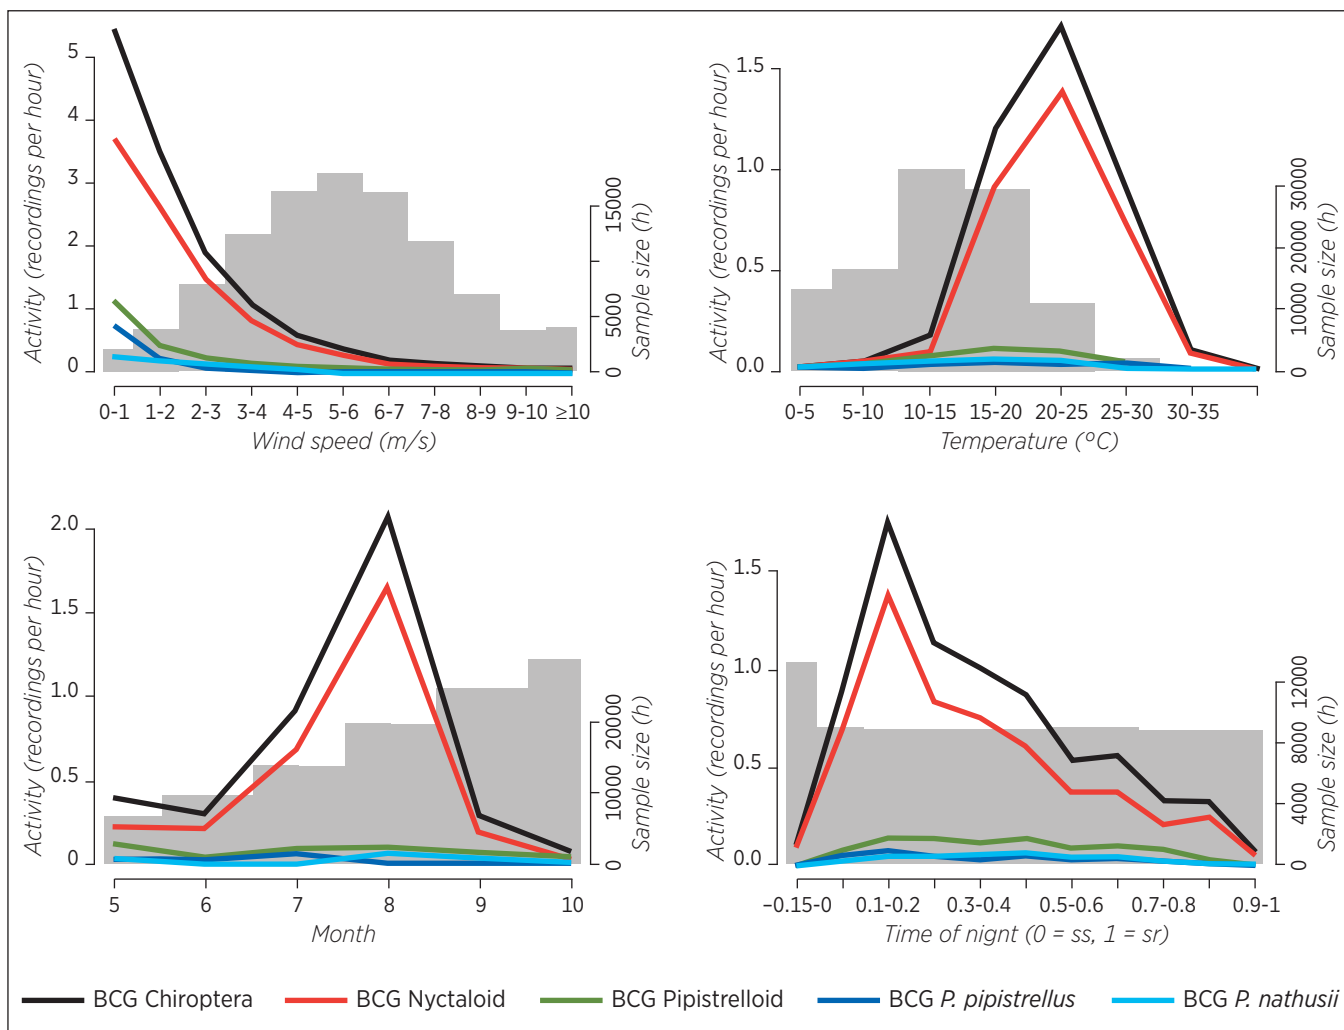 Activity (recordings per hour)
5
4
3
2
1
0
15000
5000
0
Sample size (h)
0-1 1-2 2-3 3-4 4-5 5-6 6-7 7-8 8-9 9-10 ≥10
Wind speed (m/s)
Activity (recordings per hour)
1.5
1.0
0.5
0.0
30000
20000
10000
0
Sample size (h)
0-5 5-10 10-15 15-20 20-25 25-30 30-35
Temperature (°C)
Activity (recordings per hour)
2.0
1.5
1.0
0.5
0
20000
10000
0
Sample size (h)
5 6 7 8 9 10
Month
Activity (recordings per hour)
1.5
1.0
0.5
0.0
12000
8000
4000
0
Sample size (h)
−0.15-0 0.1-0.2 0.3-0.4 0.5-0.6 0.7-0.8 0.9-1
Time of nignt (0 = ss, 1 = sr)
BCG Chiroptera BCG Nyctaloid BCG Pipistrelloid BCG P. pipistrellus BCG P. nathusii